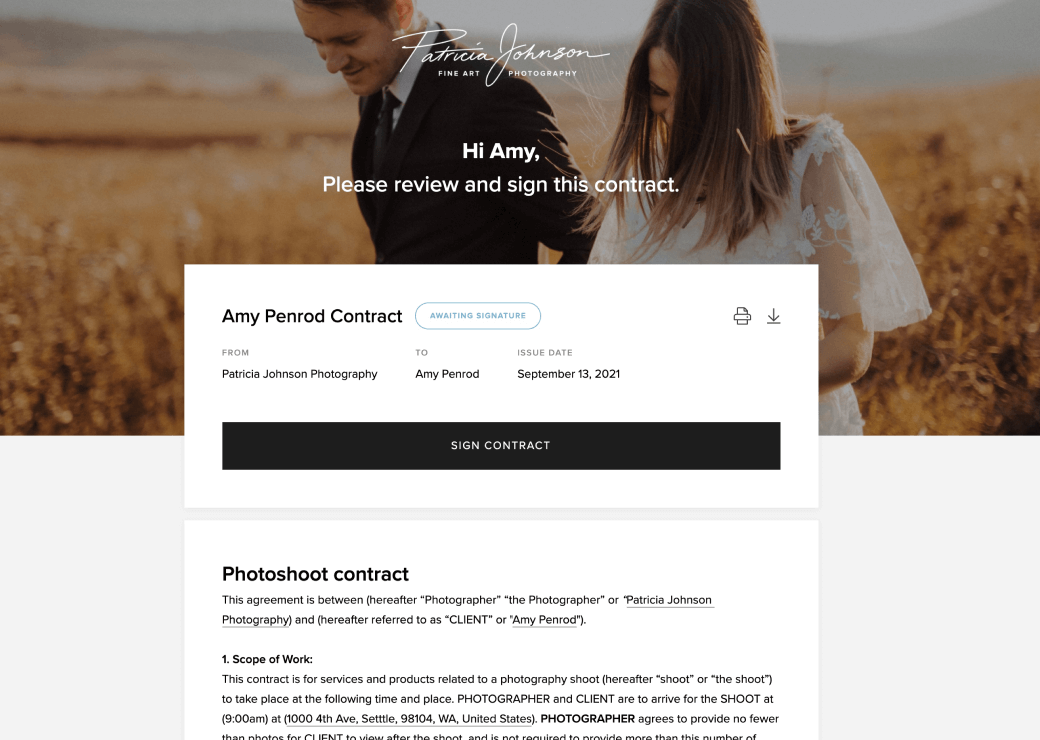 Patricia Johnson
FINE ART PHOTOGRAPHY
Hi Amy,
Please review and sign this contract.
Amy Penrod Contract AWAITING SIGNATURE
FROM TO ISSUE DATE
Patricia Johnson Photography Amy Penrod September 13, 2021
SIGN CONTRACT
Photoshoot contract
This agreement is between (hereafter “Photographer” “the Photographer” or “Patricia Johnson
Photography) and (hereafter referred to as “CLIENT” or "Amy Penrod").
1. Scope of Work:
This contract is for services and products related to a photography shoot (hereafter “shoot” or “the shoot”)
to take place at the following time and place. PHOTOGRAPHER and CLIENT are to arrive for the SHOOT at
(9:00am) at (1000 4th Ave, Setttle, 98104, WA, United States). PHOTOGRAPHER agrees to provide no fewer
than photos for CLIENT to view after the shoot, and is not required to provide more than this number of